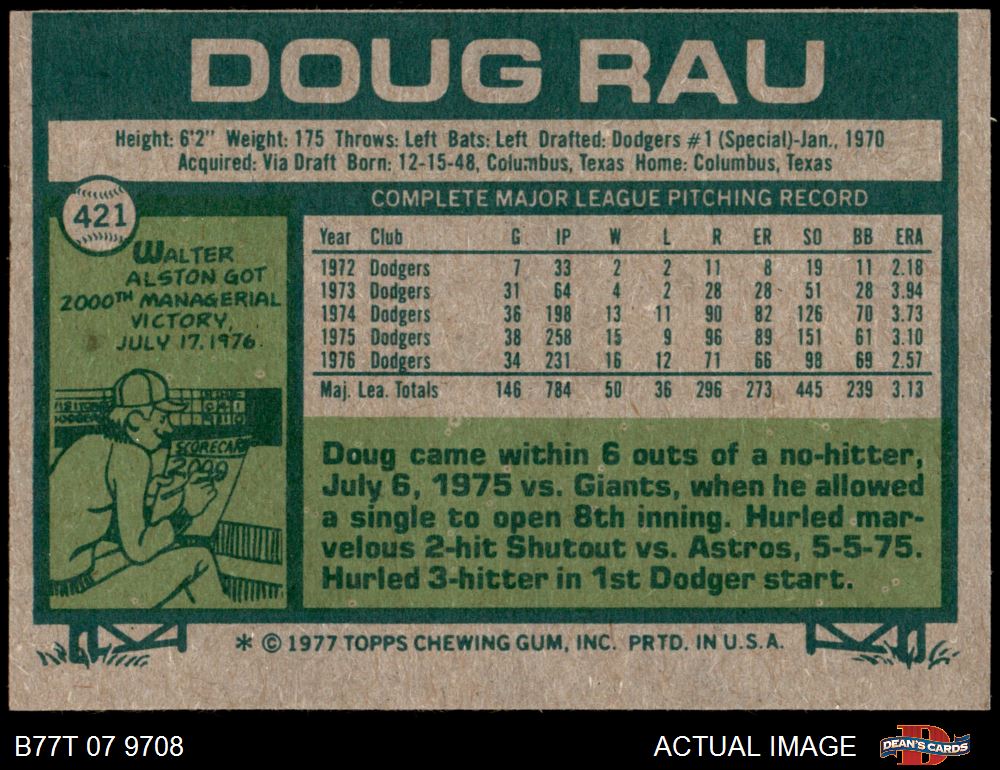 DOUG RAU
Height: 6'2" Weight: 175 Throws: Left Bats: Left Drafted: Dodgers #1 (Special)-Jan., 1970
Acquired: Via Draft Born: 12-15-48, Columbus, Texas Home: Columbus, Texas
421
WALTER
ALSTON GOT
2000TH MANAGERIAL
VICTORY,
JULY 17, 1976.
SCORECARD
2000
COMPLETE MAJOR LEAGUE PITCHING RECORD
Year Club G IP W L R ER SO BB ERA
1972 Dodgers 7 33 2 2 11 8 19 11 2.18
1973 Dodgers 31 64 4 2 28 28 51 28 3.94
1974 Dodgers 36 198 13 11 90 82 126 70 3.73
1975 Dodgers 38 258 15 9 96 89 151 61 3.10
1976 Dodgers 34 231 16 12 71 66 98 69 2.57
Maj. Lea. Totals 146 784 50 36 296 273 445 239 3.13
Doug came within 6 outs of a no-hitter,
July 6, 1975 vs. Giants, when he allowed
a single to open 8th inning. Hurled mar-
velous 2-hit Shutout vs. Astros, 5-5-75.
Hurled 3-hitter in 1st Dodger start.
* © 1977 TOPPS CHEWING GUM, INC. PRTD. IN U.S.A.
B77T 07 9708
ACTUAL IMAGE
DEAN'S CARDS